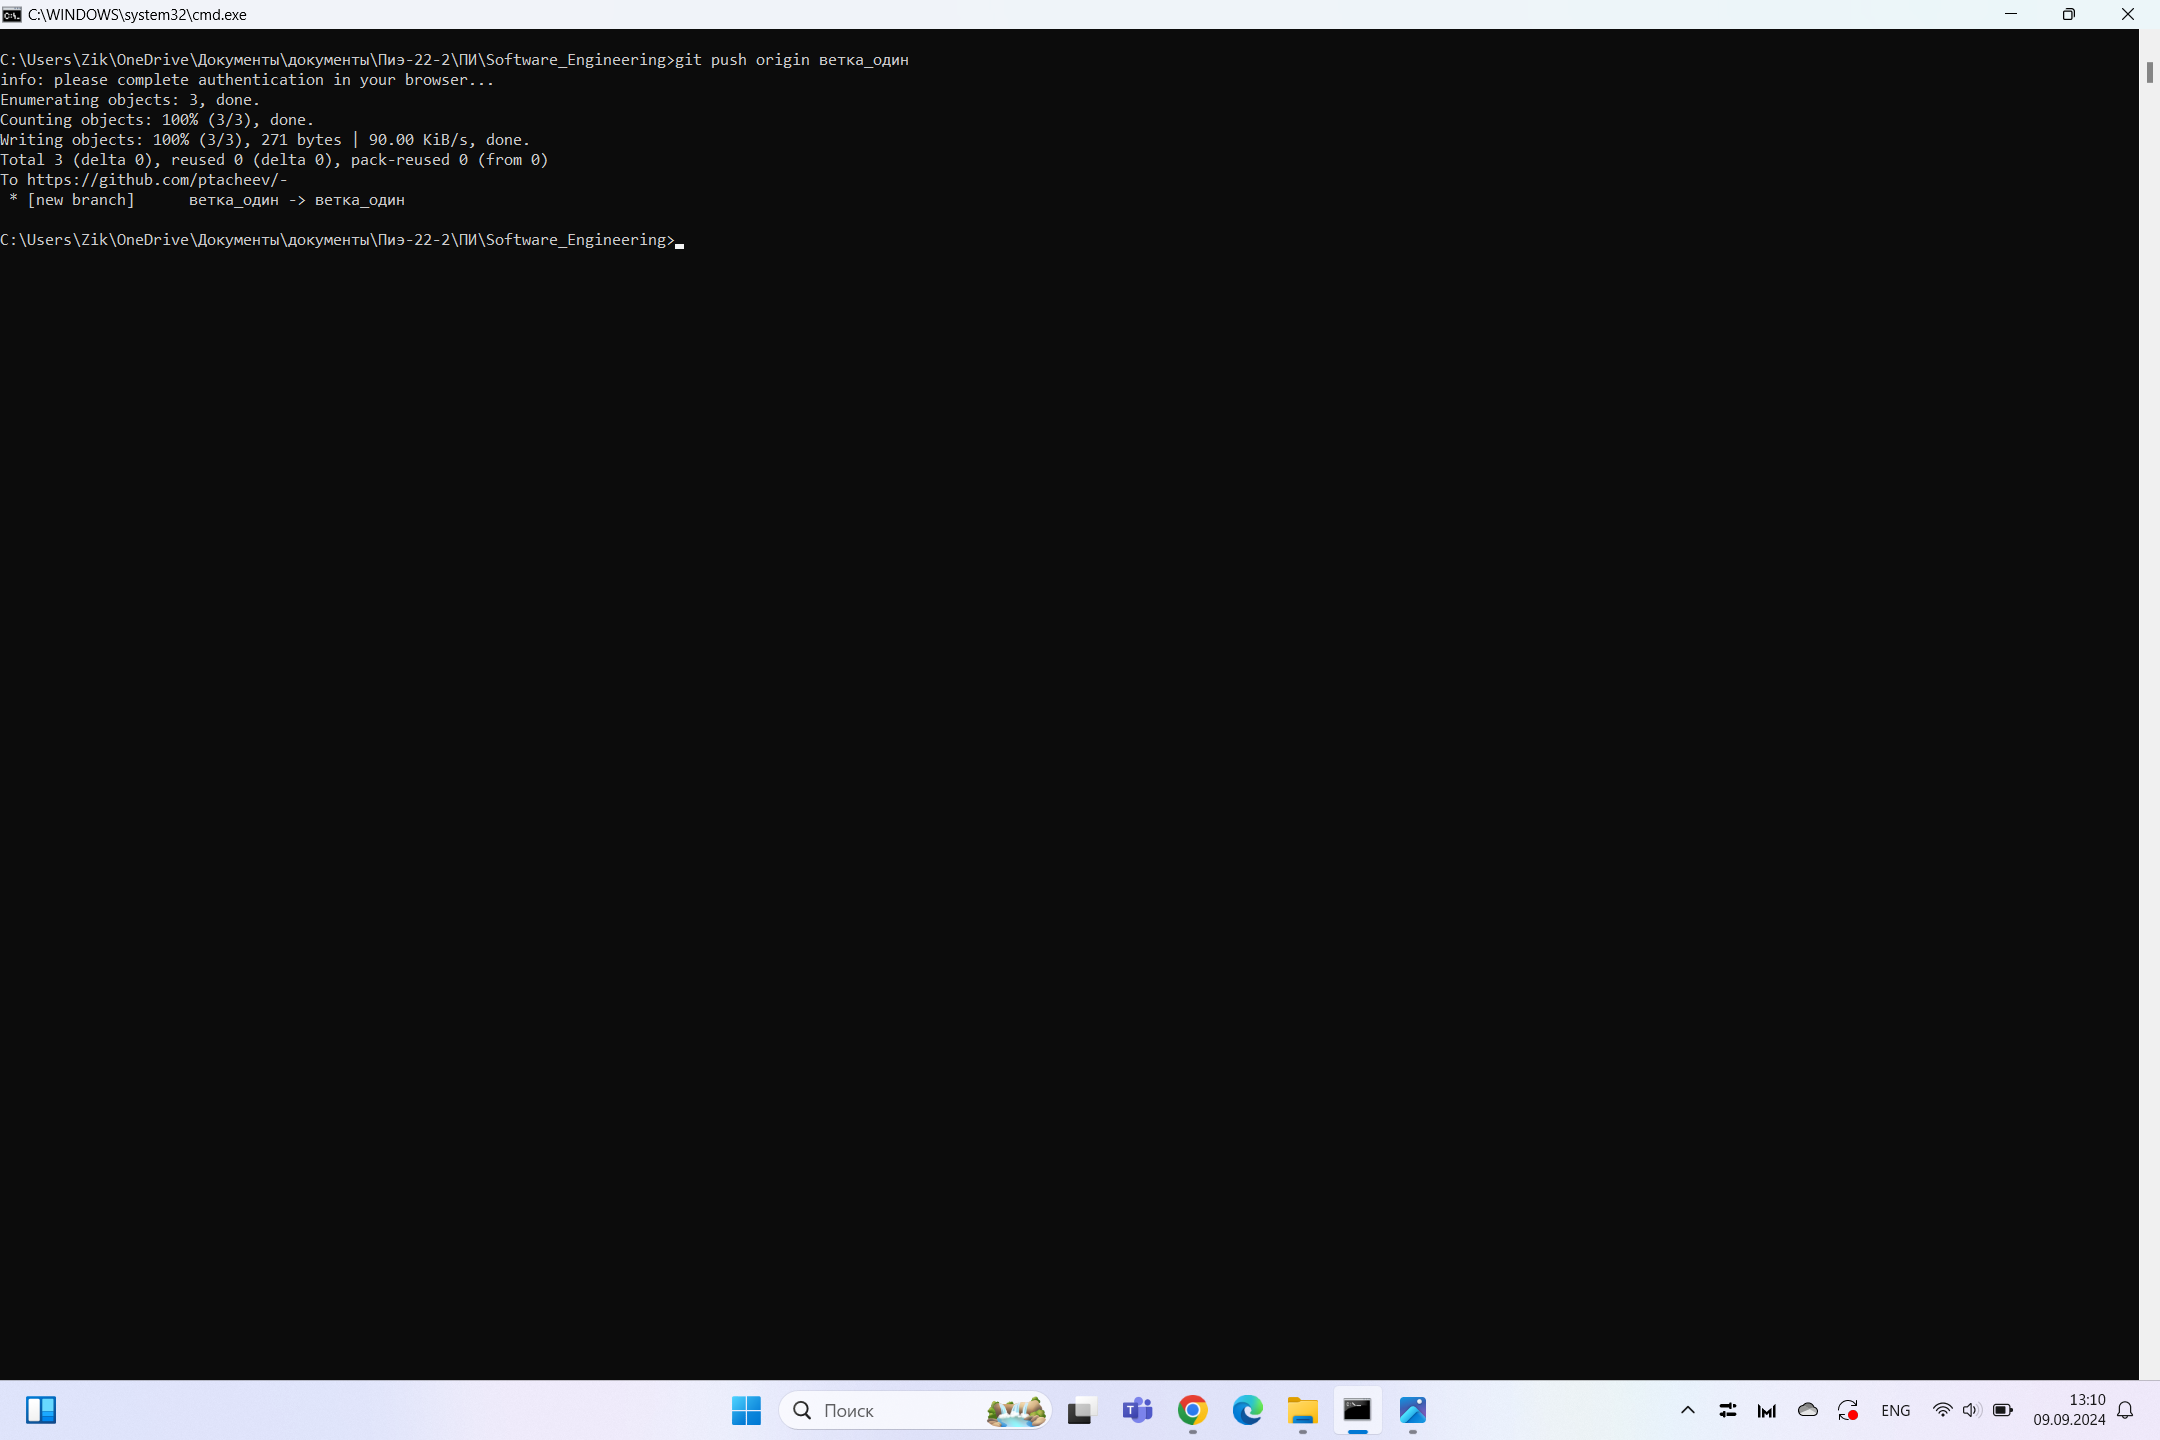 C:\WINDOWS\system32\cmd.exe
C:\Users\Zik\OneDrive\Документы\документы\Пиэ-22-2\ПИ\Software_Engineering>git push origin ветка_один
info: please complete authentication in your browser...
Enumerating objects: 3, done.
Counting objects: 100% (3/3), done.
Writing objects: 100% (3/3), 271 bytes | 90.00 KiB/s, done.
Total 3 (delta 0), reused 0 (delta 0), pack-reused 0 (from 0)
To https://github.com/ptacheev/-
 * [new branch]      ветка_один -> ветка_один
C:\Users\Zik\OneDrive\Документы\документы\Пиэ-22-2\ПИ\Software_Engineering>
Поиск
ENG
13:10
09.09.2024